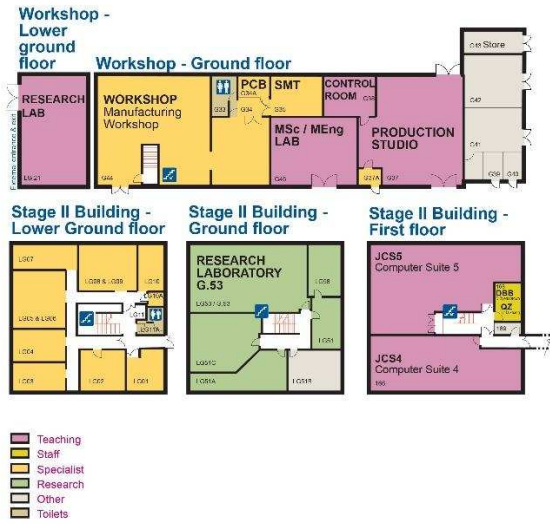 Workshop -
Lower
ground
floor
Workshop - Ground floor
RESEARCH
LAB
LG 21
External entrance & exit
WORKSHOP
Manufacturing
Workshop
G44
G33
G34A
G34
PCB
SMT
G35
CONTROL
ROOM
G38
MSc / MEng
LAB
PRODUCTION
STUDIO
G37A
G37
Store
G42
G41
G39
G43
Stage II Building -
Lower Ground floor
LG07
LG08 & LG09
LG10
LG10A
LG11
LG11A
LG05 & LG06
LG04
LG03
LG02
LG01
Stage II Building -
Ground floor
RESEARCH
LABORATORY
G.53
LG53 / G.53
LG51
LG51C
LG51A
LG51B
Stage II Building -
First floor
JCS5
Computer Suite 5
DBB
QZ
JCS4
Computer Suite 4
Teaching
Staff
Specialist
Research
Other
Toilets